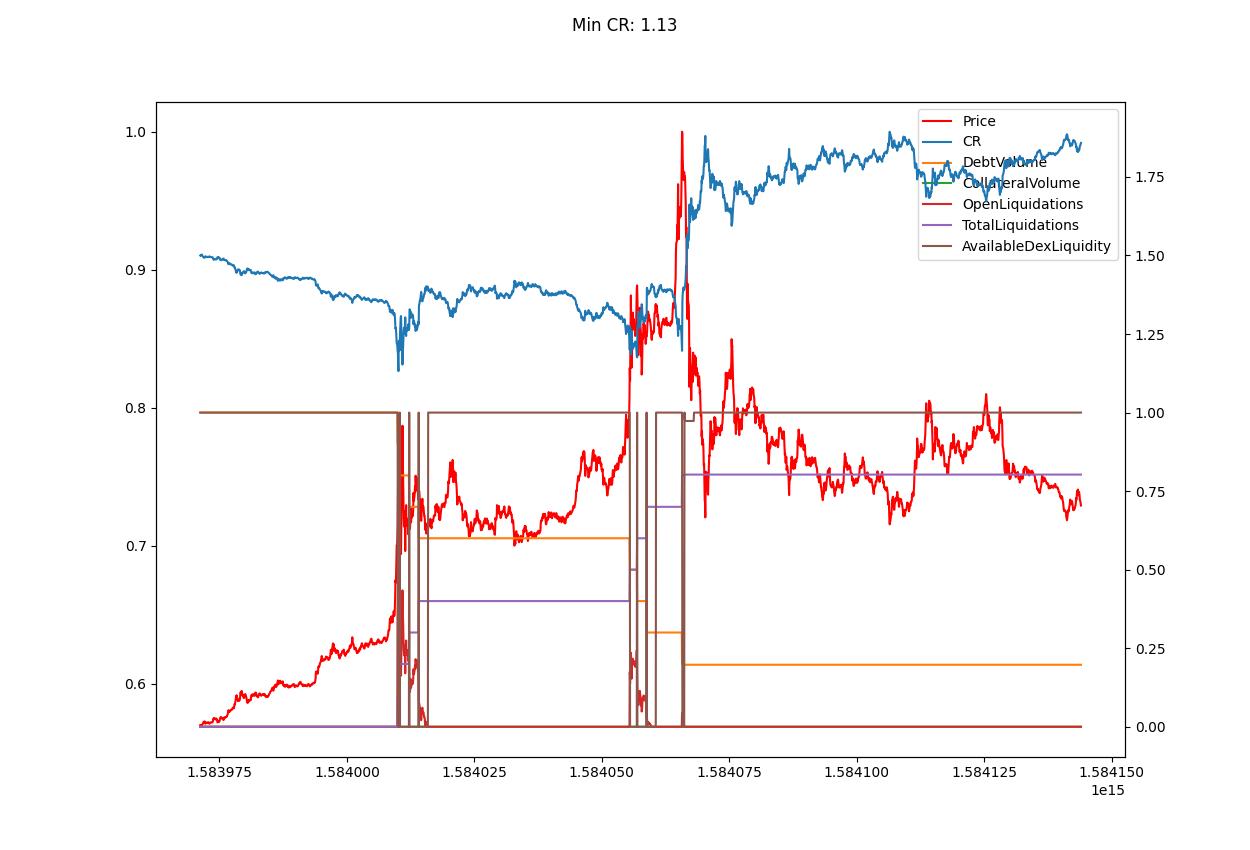 Min CR: 1.13
Price
CR
DebtVolume
CollateralVolume
OpenLiquidations
TotalLiquidations
AvailableDexLiquidity
1.0
0.9
0.8
0.7
0.6
1.75
1.50
1.25
1.00
0.75
0.50
0.25
0.00
1.583975 1.584000 1.584025 1.584050 1.584075 1.584100 1.584125 1.584150
1e15